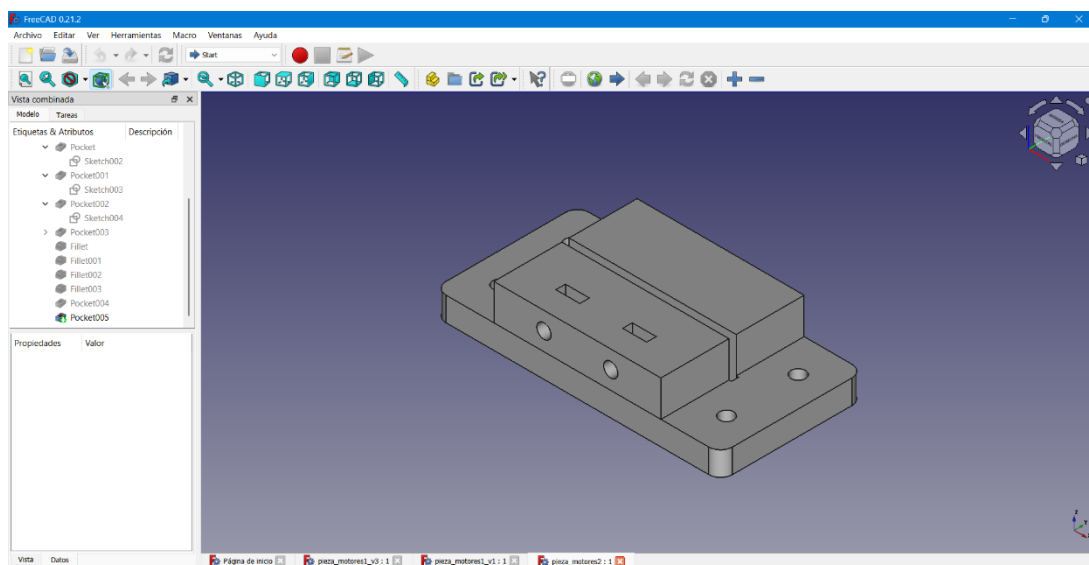 FreeCAD 0.21.2
Archivo Editar Ver Herramientas Macro Ventanas Ayuda
Start
Vista combinada
Modelo Tareas
Etiquetas & Atributos Descripción
Pocket
Sketch002
Pocket001
Sketch003
Pocket002
Sketch004
Pocket003
Fillet
Fillet001
Fillet002
Fillet003
Pocket004
Pocket005
Propiedades Valor
Vista Datos
Página de inicio pieza_motores1_v3 : 1 pieza_motores1_v1 : 1 pieza_motores2 : 1